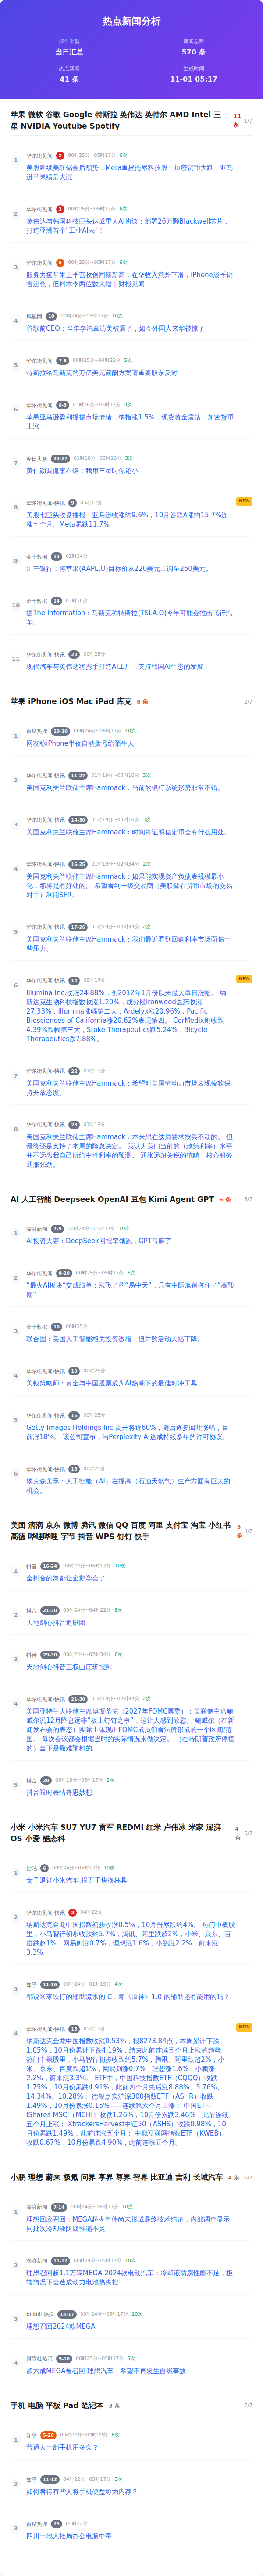 热点新闻分析
报告类型
新闻总数
当日汇总
570 条
热点新闻
生成时间
41 条
11-01 05:17
苹果 微软 谷歌 Google 特斯拉 英伟达 英特尔 AMD Intel 三
星 NVIDIA Youtube Spotify
11
条
1/7
1
华尔街见闻 2 00时25分~05时17分 6次
美股延续美联储会后颓势，Meta重挫拖累科技股，加密货币大跌，亚马
逊苹果绩后大涨
2
华尔街见闻 3 00时25分~05时17分 6次
英伟达与韩国科技巨头达成重大AI协议：部署26万颗Blackwell芯片，
打造亚洲首个"工业AI云"！
3
华尔街见闻 5 00时25分~05时17分 6次
服务力挺苹果上季营收创同期新高，在华收入意外下滑，iPhone淡季销
售逊色，但料本季两位数大增 | 财报见闻
4
凤凰网 10 00时24分~05时17分 10次
谷歌前CEO：当年李鸿章访美被震了，如今外国人来华被惊了
5
华尔街见闻 7-8 00时25分~04时22分 5次
特斯拉给马斯克的万亿美元薪酬方案遭重要股东反对
6
华尔街见闻 8-9 03时16分~05时17分 3次
苹果亚马逊盈利提振市场情绪，纳指涨1.5%，现货黄金震荡，加密货币
上涨
7
今日头条 23-27 01时18分~03时16分 3次
黄仁勋调侃李在镕：我用三星时你还小
8
华尔街见闻-快讯 9 05时17分
NEW
美股七巨头收盘播报｜亚马逊收涨约9.6%，10月谷歌A涨约15.7%连
涨七个月、Meta累跌11.7%
9
金十数据 13 02时34分
汇丰银行：将苹果(AAPL.O)目标价从220美元上调至250美元。
10
金十数据 14 03时16分
据The Information：马斯克称特斯拉(TSLA.O)今年可能会推出飞行汽
车。
11
华尔街见闻-快讯 23 00时25分
现代汽车与英伟达将携手打造AI工厂，支持韩国AI生态的发展
苹果 iPhone iOS Mac iPad 库克 8 条
2/7
1
百度热搜 10-20 00时24分~05时17分 10次
网友称iPhone半夜自动拨号给陌生人
2
华尔街见闻-快讯 11-27 01时19分~03时16分 3次
美国克利夫兰联储主席Hammack：当前的银行系统形势非常不错。
3
华尔街见闻-快讯 14-30 01时19分~03时16分 3次
美国克利夫兰联储主席Hammack：时间将证明稳定币会有什么用处。
4
华尔街见闻-快讯 16-25 01时19分~02时34分 2次
美国克利夫兰联储主席Hammack：如果能实现资产负债表规模最小
化，那将是有好处的。 希望看到一级交易商（美联储在货币市场的交易
对手）利用SFR。
5
华尔街见闻-快讯 17-26 01时19分~02时34分 2次
美国克利夫兰联储主席Hammack：我们最近看到回购利率市场面临一
些压力。
6
华尔街见闻-快讯 14 05时17分
NEW
Illumina Inc.收涨24.88%，创2012年1月份以来最大单日涨幅。 纳
斯达克生物科技指数收涨1.20%，成分股Ironwood医药收涨
27.33%，Illumina涨幅第二大，Ardelyx涨20.96%，Pacific
Biosciences of California涨20.62%表现第四， CorMedix则收跌
4.39%跌幅第三大，Stoke Therapeutics跌5.24%，Bicycle
Therapeutics跌7.88%。
7
华尔街见闻-快讯 22 01时19分
美国克利夫兰联储主席Hammack：希望对美国劳动力市场表现疲软保
持开放态度。
8
华尔街见闻-快讯 28 01时19分
美国克利夫兰联储主席Hammack：本来想在这周要求按兵不动的。 但
最终还是支持了本周的降息决定。 我认为我们当前的（政策利率）水平
并不远离我自己所给中性利率的预测。 通胀远超关税的范畴，核心服务
通胀强劲。
AI 人工智能 Deepseek OpenAI 豆包 Kimi Agent GPT 6 条
3/7
1
澎湃新闻 7-9 00时24分~05时17分 10次
AI投资大赛：DeepSeek回报率领跑，GPT亏麻了
2
华尔街见闻 9-10 00时25分~05时17分 6次
“最火AI板块”交成绩单：涨飞了的“易中天”，只有中际旭创撑住了“高预
期”
3
金十数据 10 00时25分
联合国：美国人工智能相关投资激增，但并购活动大幅下降。
4
华尔街见闻-快讯 10 00时25分
美银策略师：黄金与中国股票成为AI热潮下的最佳对冲工具
5
华尔街见闻-快讯 16 00时25分
Getty Images Holdings Inc.高开将近60%，随后逐步回吐涨幅，目
前涨18%。 该公司宣布，与Perplexity AI达成持续多年的许可协议。
6
华尔街见闻-快讯 18 00时25分
埃克森美孚：人工智能（AI）在提高（石油天然气）生产方面有巨大的
机会。
美团 滴滴 京东 微博 腾讯 微信 QQ 百度 阿里 支付宝 淘宝 小红书
高德 哔哩哔哩 字节 抖音 WPS 钉钉 快手
5
条
4/7
1
抖音 16-24 00时24分~05时17分 10次
全抖音的舞都让企鹅学会了
2
抖音 21-30 00时24分~04时22分 6次
天地剑心抖音追剧团
3
抖音 29-30 00时24分~02时34分 6次
天地剑心抖音王权山庄班报到
4
华尔街见闻-快讯 21-30 01时19分~02时34分 2次
美国亚特兰大联储主席博斯蒂克（2027年FOMC票委）：美联储主席鲍
威尔说12月降息远非“板上钉钉之事”，这让人感到欣慰。 鲍威尔（在新
闻发布会的表态）实际上体现出FOMC成员们看法所形成的一个区间/范
围。 每次会议都会根据当时的实际情况来做决定。 （在特朗普政府停摆
的）当下是最难预料的。
5
抖音 28 05时16分~05时17分 2次
抖音限时表情奇思妙想
小米 小米汽车 SU7 YU7 雷军 REDMI 红米 卢伟冰 米家 澎湃
OS 小爱 酷态科
4
条
5/7
1
贴吧 6 00时24分~05时17分 10次
女子退订小米汽车,损五千块换杯具
2
华尔街见闻-快讯 3 04时22分
纳斯达克金龙中国指数初步收涨0.5%，10月份累跌约4%。 热门中概股
里，小马智行初步收跌约5.7%，腾讯、阿里跌超2%，小米、京东、百
度跌超1%，网易则涨0.7%，理想涨1.6%，小鹏涨2.2%，蔚来涨
3.3%。
3
知乎 11-16 00时24分~01时19分 4次
都说米家铁打的辅助流水的 C，那《原神》1.0 的辅助还有能用的吗？
4
华尔街见闻-快讯 15 05时17分
NEW
纳斯达克金龙中国指数收涨0.53%，报8273.84点，本周累计下跌
1.05%，10月份累计下跌4.19%，结束此前连续五个月上涨的趋势。
热门中概股里，小马智行初步收跌约5.7%，腾讯、阿里跌超2%，小
米、京东、百度跌超1%，网易则涨0.7%，理想涨1.6%，小鹏涨
2.2%，蔚来涨3.3%。 ETF中，中国科技指数ETF（CQQQ）收跌
1.75%，10月份累跌4.91%，此前四个月先后涨8.88%、5.76%、
14.34%、10.28%； 德银嘉实沪深300指数ETF（ASHR）收跌
1.49%，10月份累涨0.15%——连续第六个月上涨； 中国ETF-
iShares MSCI（MCHI）收跌1.26%，10月份累跌3.46%，此前连续
五个月上涨； XtrackersHarvest中证50（ASHS）收跌0.98%，10
月份累跌1.49%，此前连涨五个月； 中概互联网指数ETF（KWEB）
收跌0.67%，10月份累跌4.90%，此前连涨五个月。
小鹏 理想 蔚来 极氪 问界 享界 尊界 智界 比亚迪 吉利 长城汽车 4 条
6/7
1
澎湃新闻 7-14 00时24分~05时17分 10次
理想回应召回：MEGA起火事件尚未形成最终技术结论，内部调查显示
同批次冷却液防腐性能不足
2
澎湃新闻 11-12 00时24分~05时17分 10次
理想召回超1.1万辆MEGA 2024款电动汽车：冷却液防腐性能不足，极
端情况下会造成动力电池热失控
3
bilibili 热搜 14-17 00时24分~05时17分 10次
理想召回2024款MEGA
4
财联社热门 9-10 00时25分~05时17分 6次
超六成MEGA被召回 理想汽车：希望不再发生自燃事故
手机 电脑 平板 Pad 笔记本 3 条
7/7
1
知乎 5-20 00时24分~04时22分 8次
普通人一部手机用多久？
2
知乎 11-12 04时22分~05时17分 3次
如何看待有些人将手机硬盘称为内存？
3
百度热搜 25 04时22分
四川一地人社局办公电脑中毒